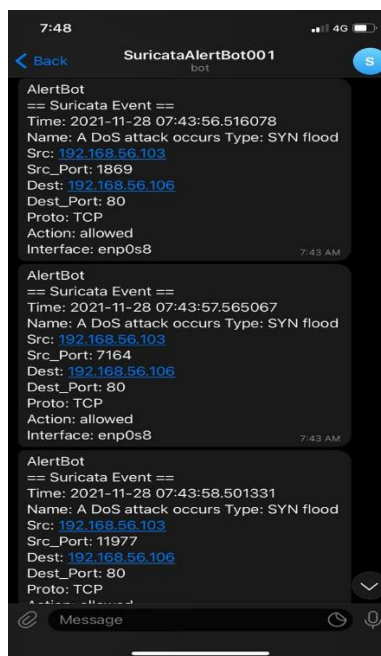 7:48
4G
Back
SuricataAlertBot001
bot
S
AlertBot
== Suricata Event ==
Time: 2021-11-28 07:43:56.516078
Name: A DoS attack occurs Type: SYN flood
Src: 192.168.56.103
Src_Port: 1869
Dest: 192.168.56.106
Dest_Port: 80
Proto: TCP
Action: allowed
Interface: enp0s8
7:43 AM
AlertBot
== Suricata Event ==
Time: 2021-11-28 07:43:57.565067
Name: A DoS attack occurs Type: SYN flood
Src: 192.168.56.103
Src_Port: 7164
Dest: 192.168.56.106
Dest_Port: 80
Proto: TCP
Action: allowed
Interface: enp0s8
7:43 AM
AlertBot
== Suricata Event ==
Time: 2021-11-28 07:43:58.501331
Name: A DoS attack occurs Type: SYN flood
Src: 192.168.56.103
Src_Port: 11977
Dest: 192.168.56.106
Dest_Port: 80
Proto: TCP
Message